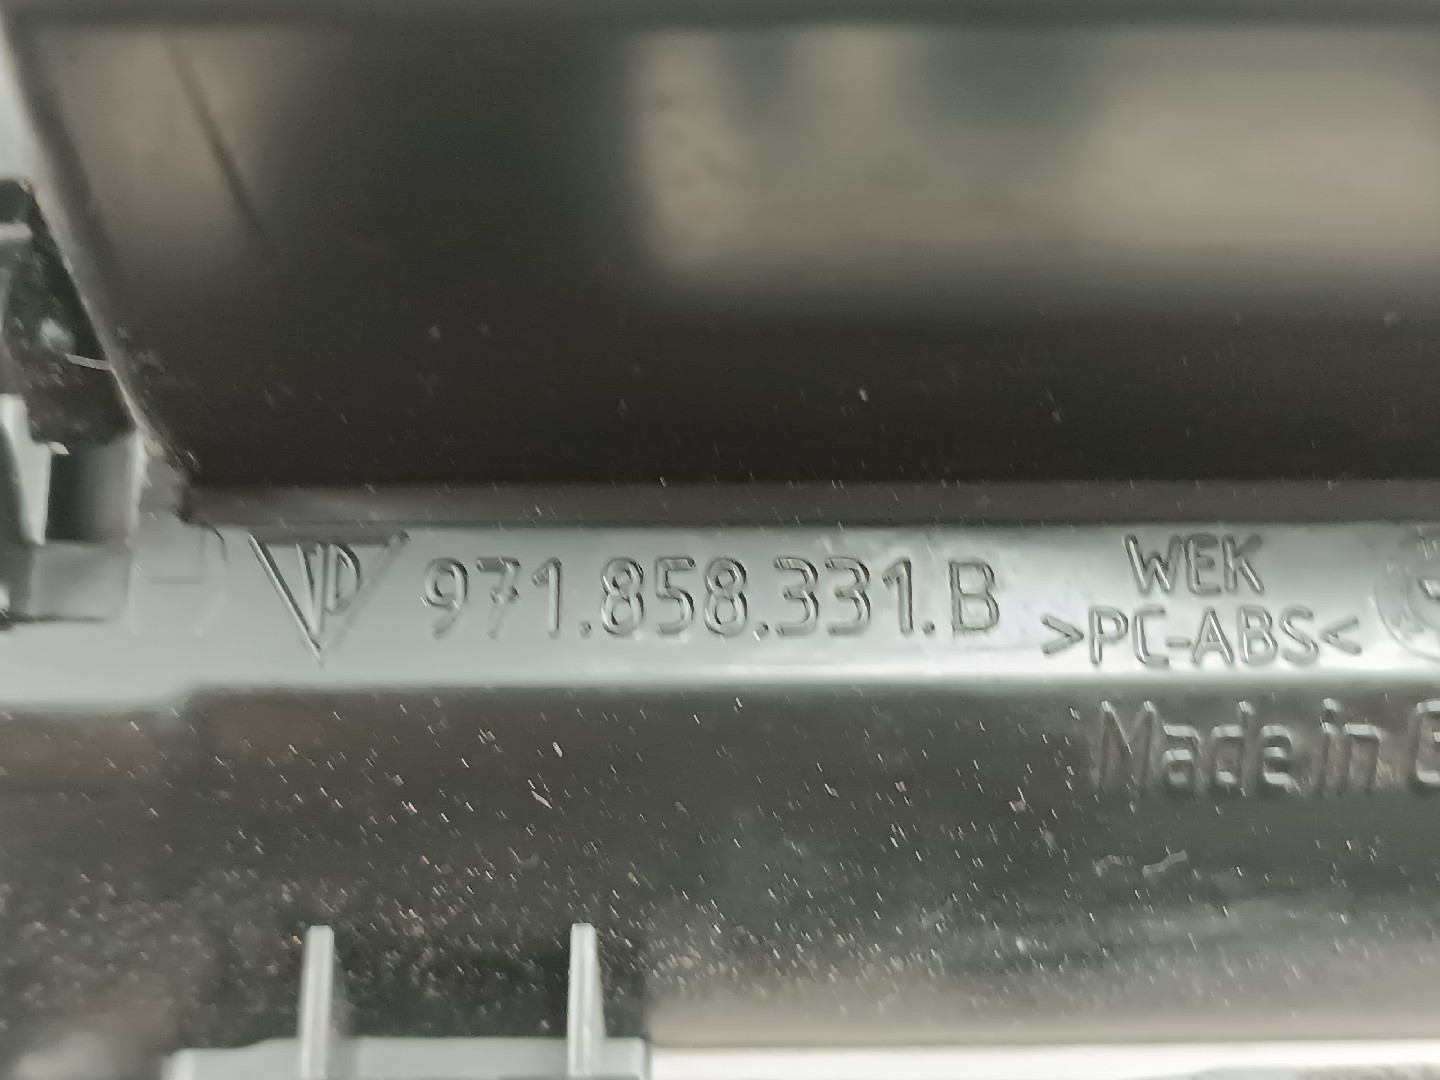 971.858.331.B
WEK
>PC-ABS<
Made in